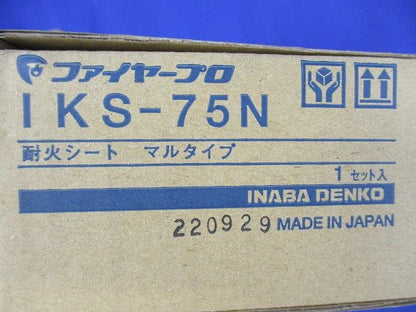 ファイヤープロ
IKS-75N
耐火シート マルタイプ
1セット入
INABA DENKO
220929 MADE IN JAPAN